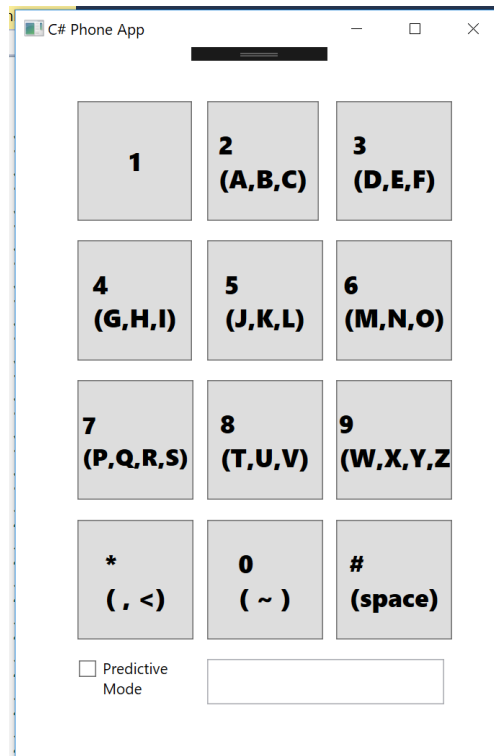 C# Phone App
1
2
(A,B,C)
3
(D,E,F)
4
(G,H,I)
5
(J,K,L)
6
(M,N,O)
7
(P,Q,R,S)
8
(T,U,V)
9
(W,X,Y,Z
*
( , <)
0
( ~ )
#
(space)
Predictive
Mode